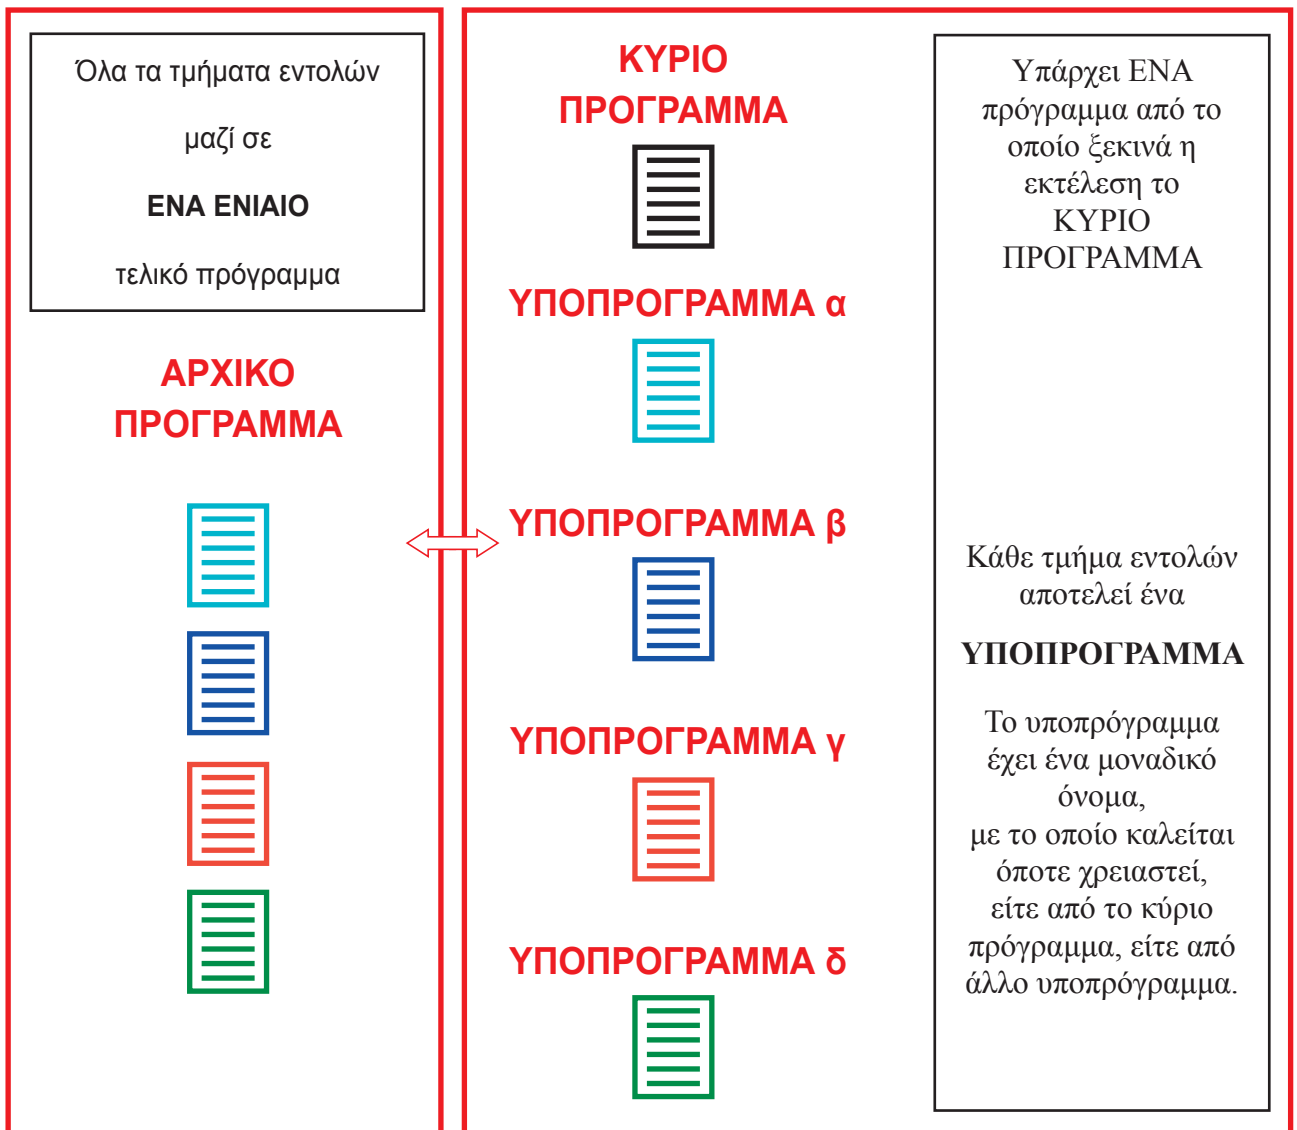 Όλα τα τμήματα εντολών
μαζί σε
ΕΝΑ ΕΝΙΑΙΟ
τελικό πρόγραμμα
ΑΡΧΙΚΟ
ΠΡΟΓΡΑΜΜΑ
ΚΥΡΙΟ
ΠΡΟΓΡΑΜΜΑ
ΥΠΟΠΡΟΓΡΑΜΜΑ α
ΥΠΟΠΡΟΓΡΑΜΜΑ β
ΥΠΟΠΡΟΓΡΑΜΜΑ γ
ΥΠΟΠΡΟΓΡΑΜΜΑ δ
Υπάρχει ΕΝΑ
πρόγραμμα από το
οποίο ξεκινά η
εκτέλεση το
ΚΥΡΙΟ
ΠΡΟΓΡΑΜΜΑ
Κάθε τμήμα εντολών
αποτελεί ένα
ΥΠΟΠΡΟΓΡΑΜΜΑ
Το υποπρόγραμμα
έχει ένα μοναδικό
όνομα,
με το οποίο καλείται
όποτε χρειαστεί,
είτε από το κύριο
πρόγραμμα, είτε από
άλλο υποπρόγραμμα.